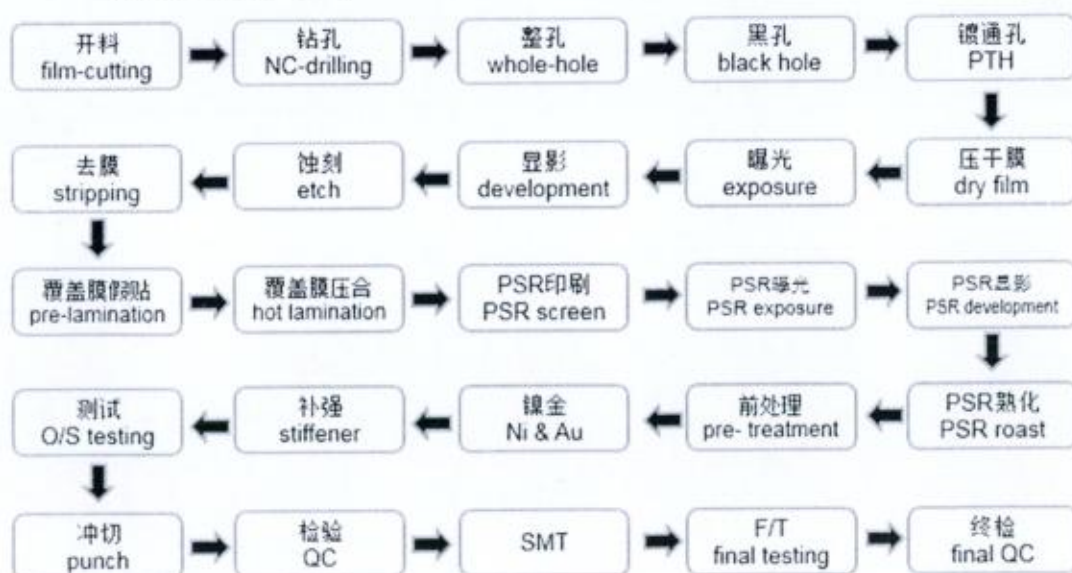 开料
film-cutting
钻孔
NC-drilling
整孔
whole-hole
黑孔
black hole
镀通孔
PTH
压干膜
dry film
曝光
exposure
显影
development
蚀刻
etch
去膜
stripping
覆盖膜假贴
pre-lamination
覆盖膜压合
hot lamination
PSR印刷
PSR screen
PSR曝光
PSR exposure
PSR显影
PSR development
PSR熟化
PSR roast
前处理
pre- treatment
镍金
Ni & Au
补强
stiffener
测试
O/S testing
冲切
punch
检验
QC
SMT
F/T
final testing
终检
final QC